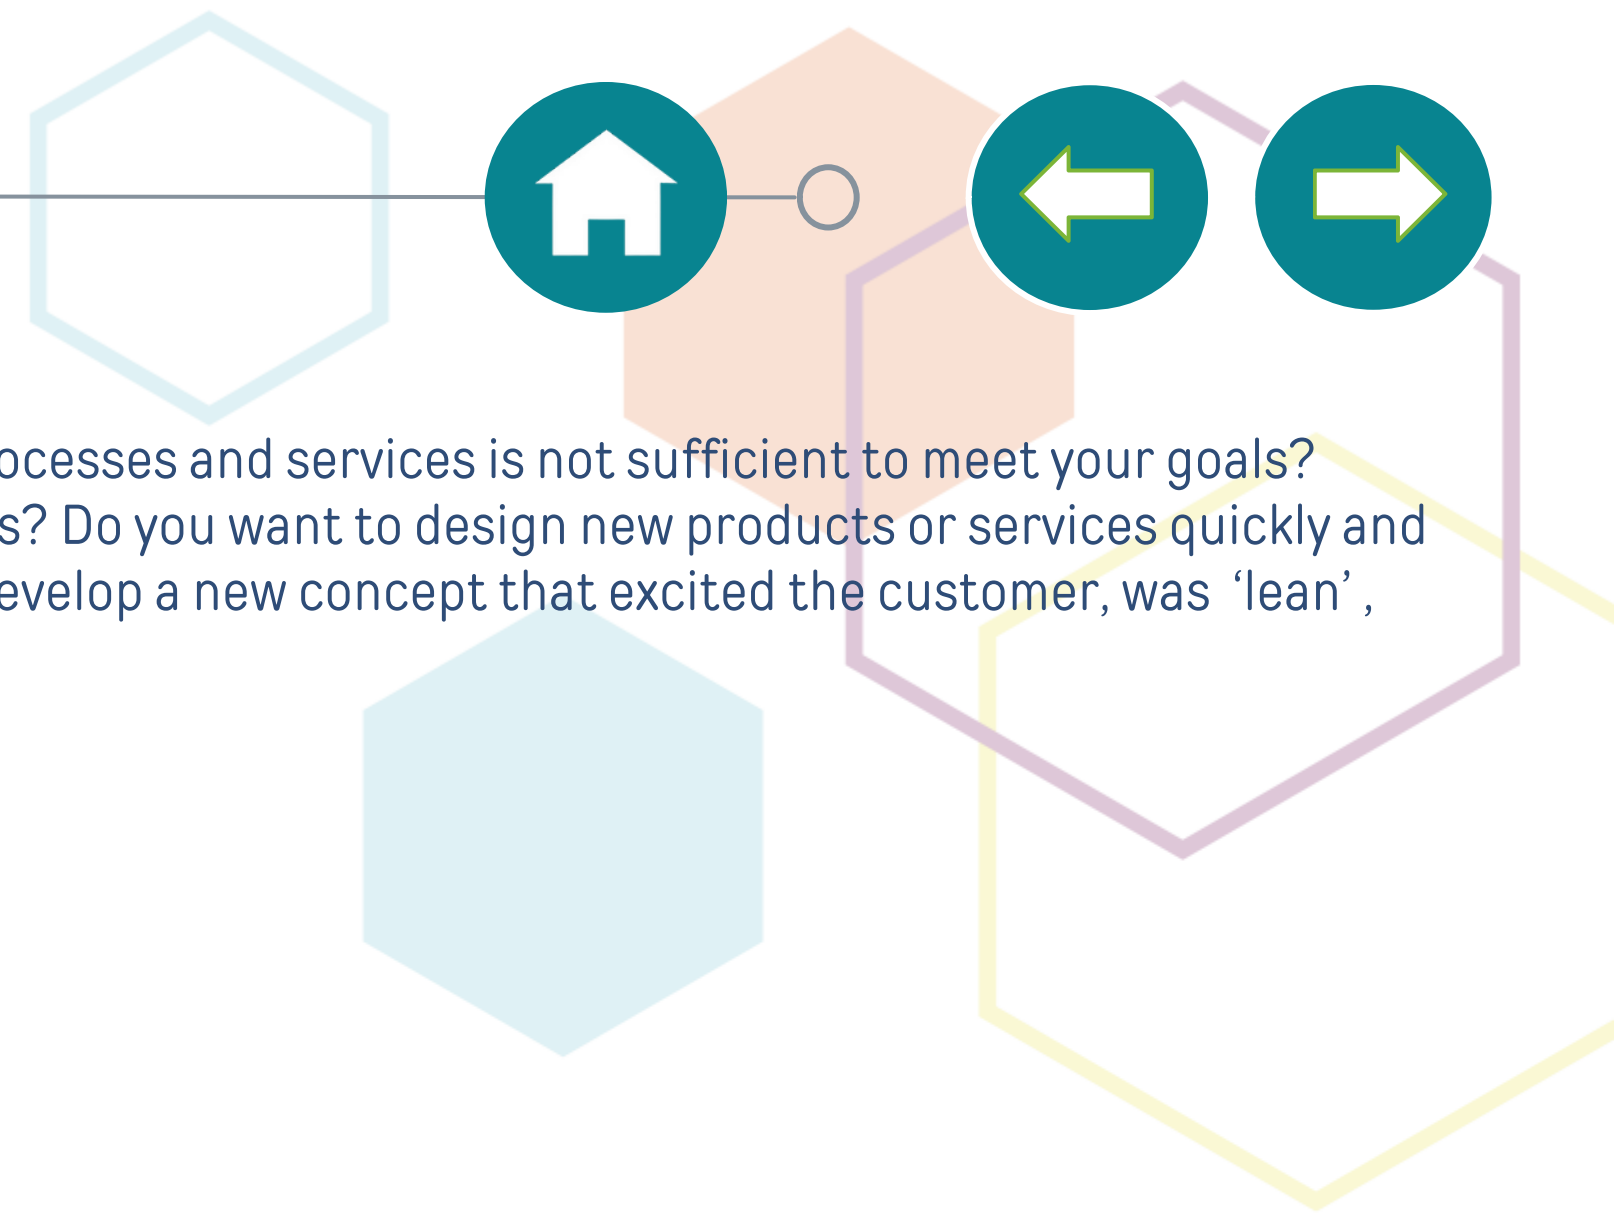 ocesses and services is not sufficient to meet your goals?
s? Do you want to design new products or services quickly and
evelop a new concept that excited the customer, was ‘lean’ ,